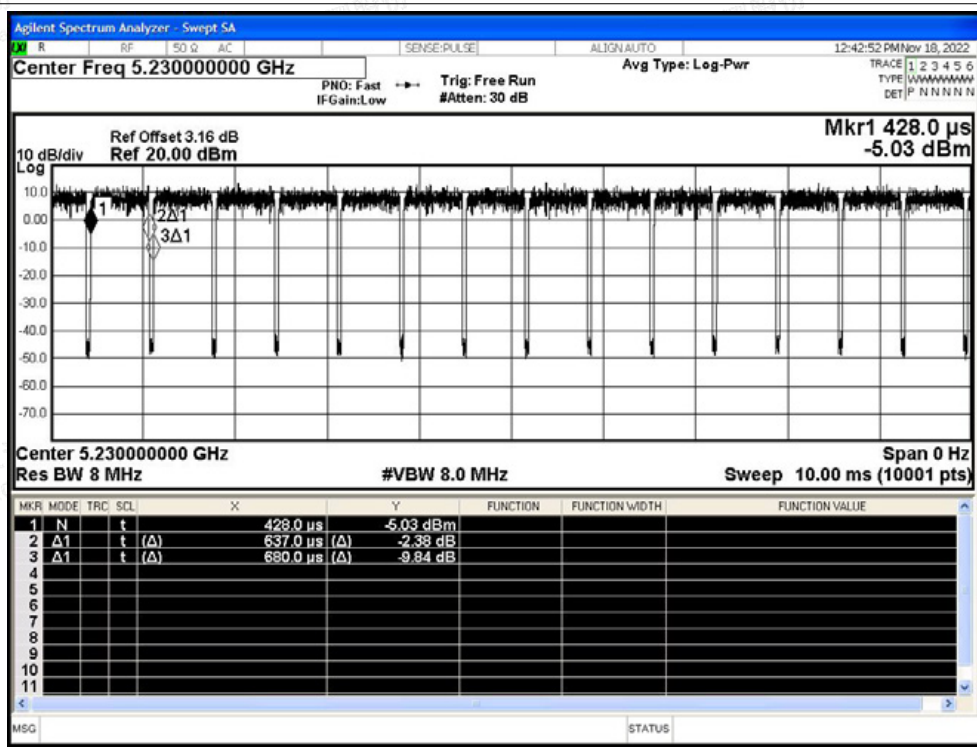 Agilent Spectrum Analyzer - Swept SA
LXI R RF 50 Ω AC SENSE:PULSE ALIGN AUTO 12:42:52 PM Nov 18, 2022
Center Freq 5.230000000 GHz
PNO: Fast
IFGain:Low
Trig: Free Run
#Atten: 30 dB
Avg Type: Log-Pwr
TRACE 1 2 3 4 5 6
TYPE WWWWWW
DET P N N N N N
Mkr1 428.0 µs
-5.03 dBm
Ref Offset 3.16 dB
10 dB/div Ref 20.00 dBm
Log
10.0
0.00
-10.0
-20.0
-30.0
-40.0
-50.0
-60.0
-70.0
1
2Δ1
3Δ1
Center 5.230000000 GHz Span 0 Hz
Res BW 8 MHz #VBW 8.0 MHz Sweep 10.00 ms (10001 pts)
MKR MODE TRC SCL X Y FUNCTION FUNCTION WIDTH FUNCTION VALUE
1 N t 428.0 µs -5.03 dBm
2 Δ1 t (Δ) 637.0 µs (Δ) -2.38 dB
3 Δ1 t (Δ) 680.0 µs (Δ) -9.84 dB
4
5
6
7
8
9
10
11
MSG STATUS